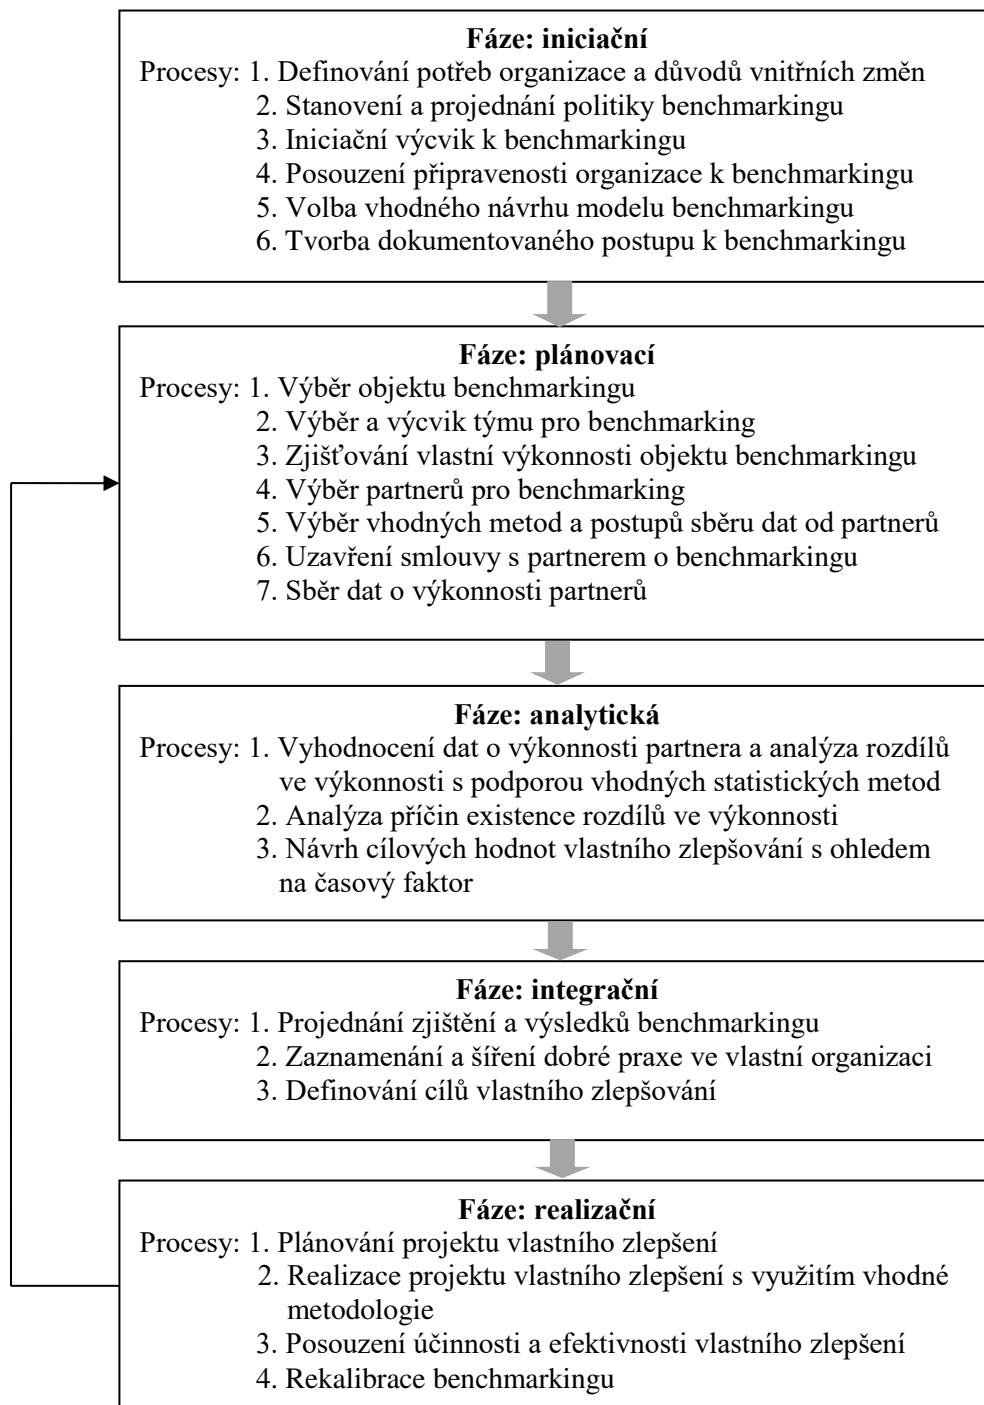 Fáze: iniciační
Procesy: 1. Definování potřeb organizace a důvodů vnitřních změn
2. Stanovení a projednání politiky benchmarkingu
3. Iniciační výcvik k benchmarkingu
4. Posouzení připravenosti organizace k benchmarkingu
5. Volba vhodného návrhu modelu benchmarkingu
6. Tvorba dokumentovaného postupu k benchmarkingu
Fáze: plánovací
Procesy: 1. Výběr objektu benchmarkingu
2. Výběr a výcvik týmu pro benchmarking
3. Zjišťování vlastní výkonnosti objektu benchmarkingu
4. Výběr partnerů pro benchmarking
5. Výběr vhodných metod a postupů sběru dat od partnerů
6. Uzavření smlouvy s partnerem o benchmarkingu
7. Sběr dat o výkonnosti partnerů
Fáze: analytická
Procesy: 1. Vyhodnocení dat o výkonnosti partnera a analýza rozdílů
ve výkonnosti s podporou vhodných statistických metod
2. Analýza příčin existence rozdílů ve výkonnosti
3. Návrh cílových hodnot vlastního zlepšování s ohledem
na časový faktor
Fáze: integrační
Procesy: 1. Projednání zjištění a výsledků benchmarkingu
2. Zaznamenání a šíření dobré praxe ve vlastní organizaci
3. Definování cílů vlastního zlepšování
Fáze: realizační
Procesy: 1. Plánování projektu vlastního zlepšení
2. Realizace projektu vlastního zlepšení s využitím vhodné
metodologie
3. Posouzení účinnosti a efektivnosti vlastního zlepšení
4. Rekalibrace benchmarkingu